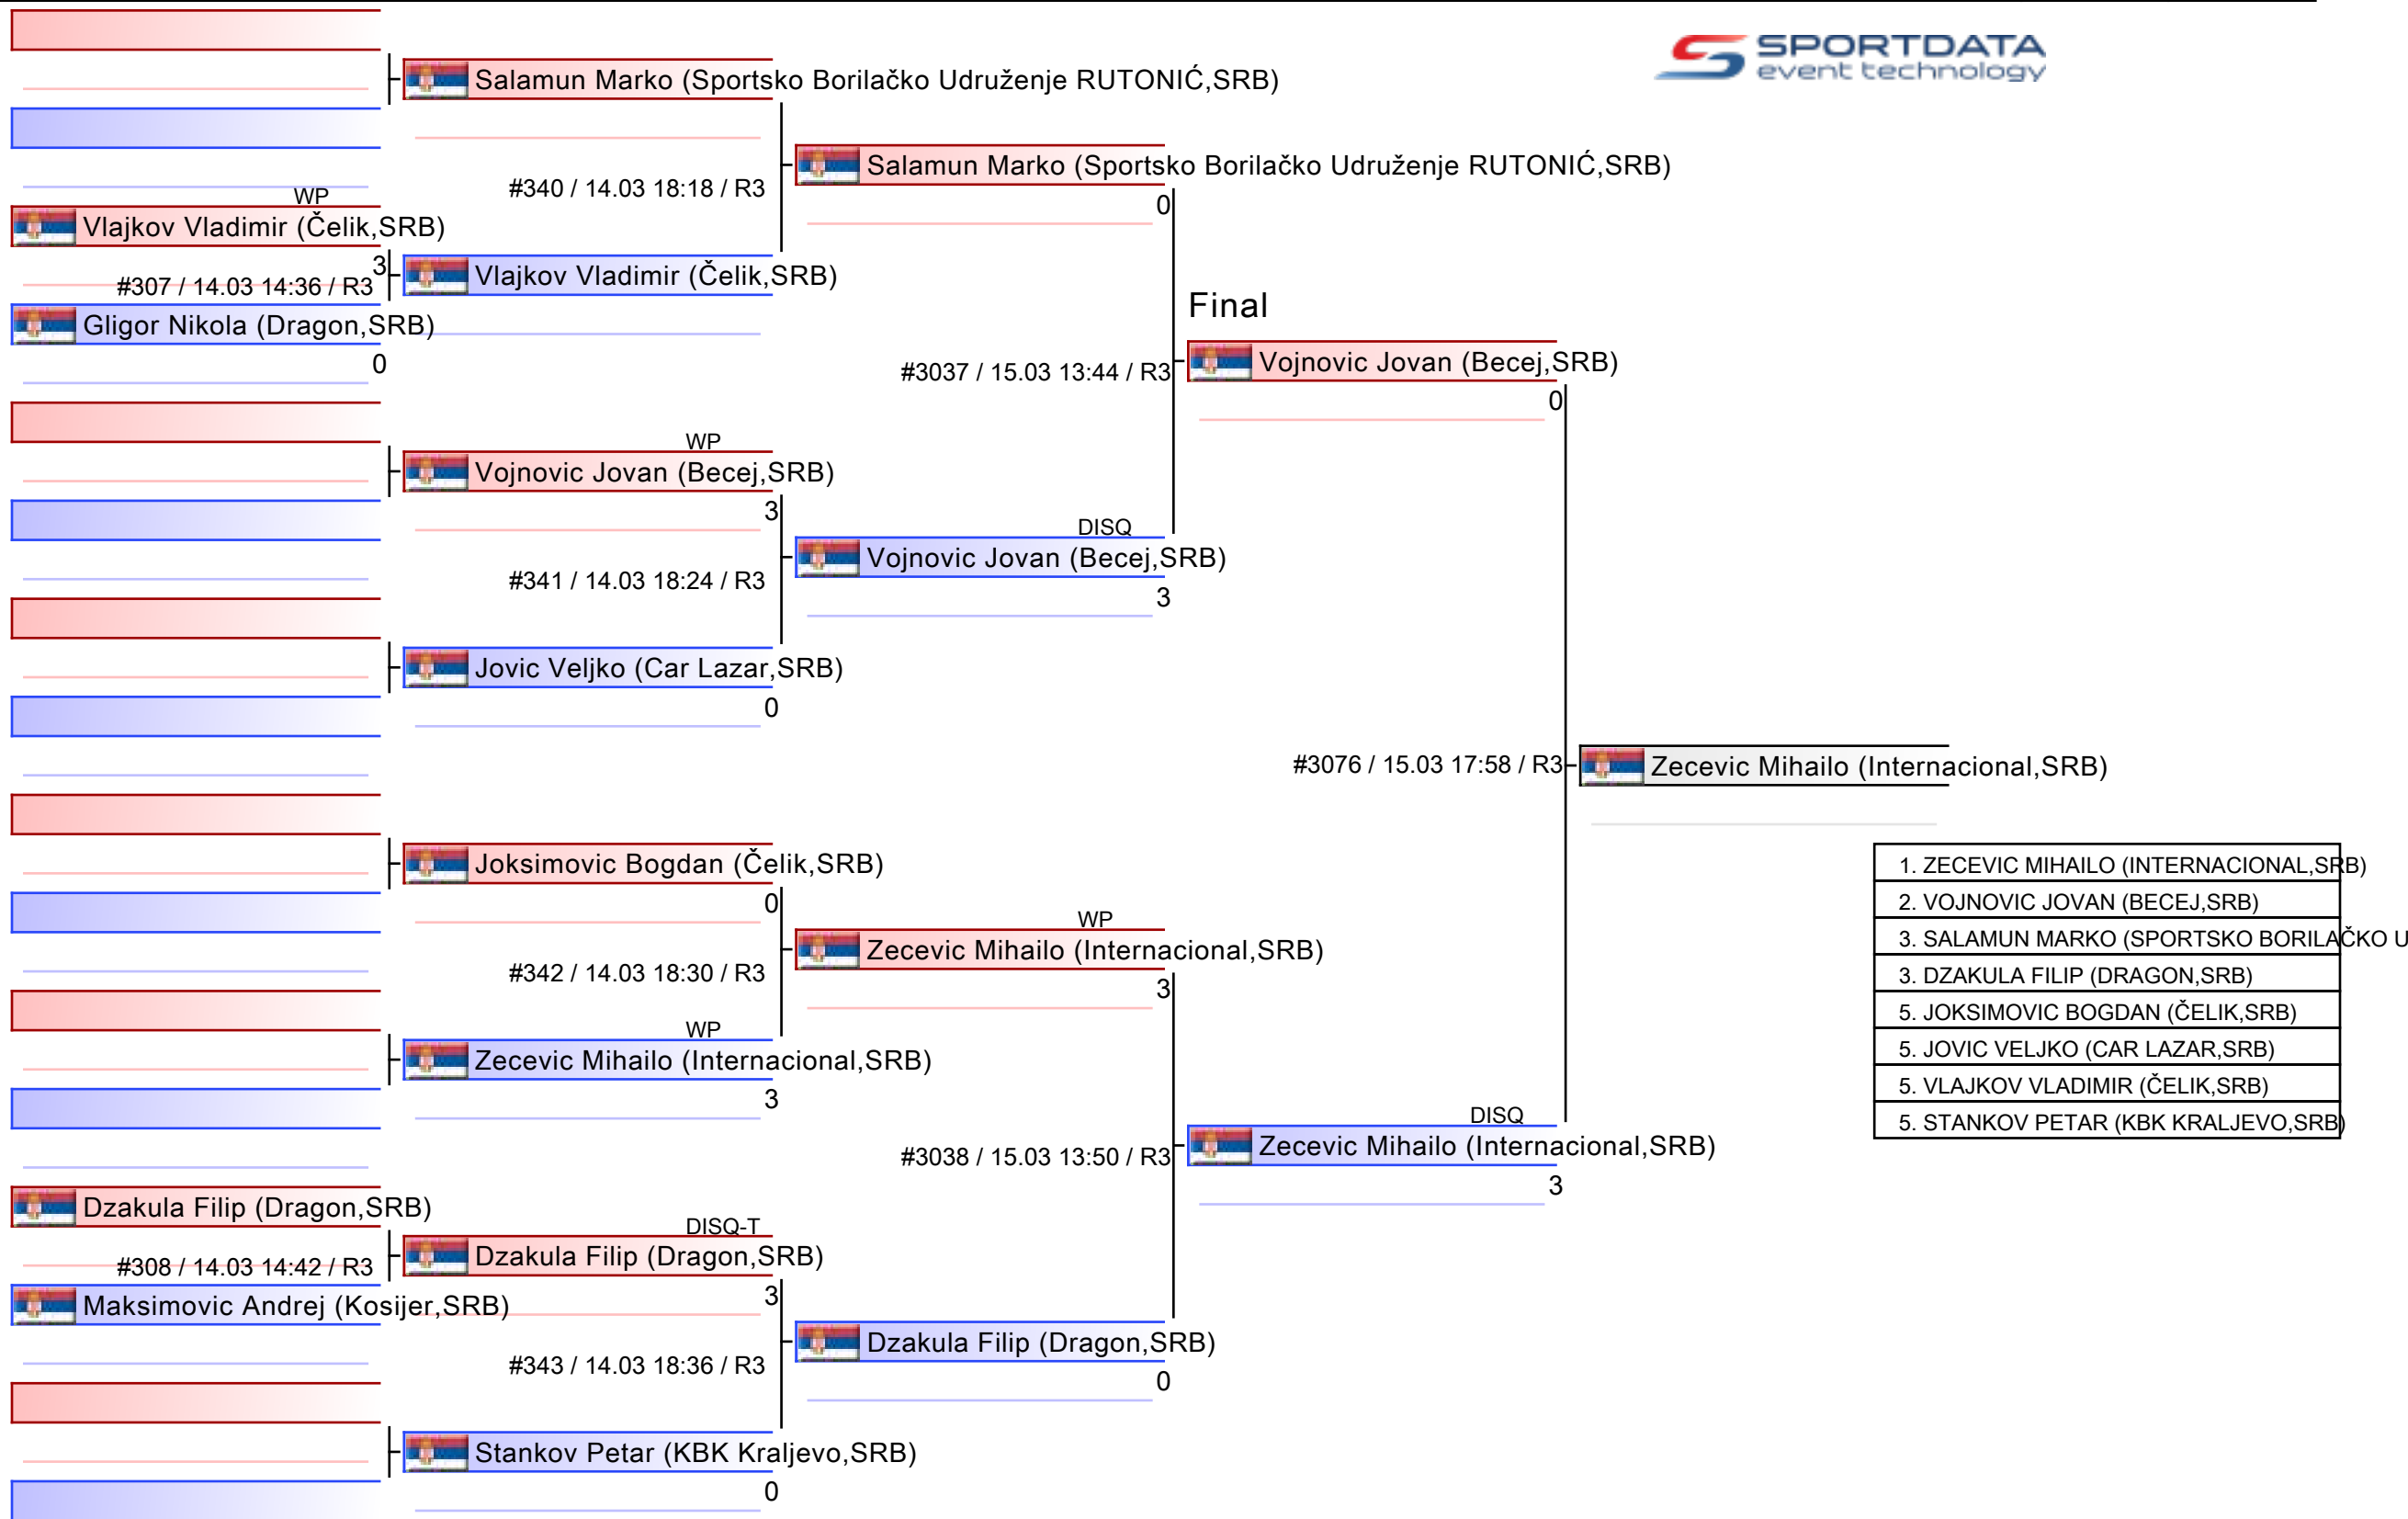 SPORTDATA
event technology
Salamun Marko (Sportsko Borilačko Udruženje RUTONIĆ,SRB)
Salamun Marko (Sportsko Borilačko Udruženje RUTONIĆ,SRB)
0
#340 / 14.03 18:18 / R3
WP
Vlajkov Vladimir (Čelik,SRB)
3
#307 / 14.03 14:36 / R3
Vlajkov Vladimir (Čelik,SRB)
Gligor Nikola (Dragon,SRB)
0
Final
#3037 / 15.03 13:44 / R3
Vojnovic Jovan (Becej,SRB)
0
WP
Vojnovic Jovan (Becej,SRB)
3
DISQ
Vojnovic Jovan (Becej,SRB)
3
#341 / 14.03 18:24 / R3
Jovic Veljko (Car Lazar,SRB)
0
#3076 / 15.03 17:58 / R3
Zecevic Mihailo (Internacional,SRB)
Joksimovic Bogdan (Čelik,SRB)
0
WP
Zecevic Mihailo (Internacional,SRB)
3
#342 / 14.03 18:30 / R3
WP
Zecevic Mihailo (Internacional,SRB)
3
1. ZECEVIC MIHAILO (INTERNACIONAL,SRB)
2. VOJNOVIC JOVAN (BECEJ,SRB)
3. SALAMUN MARKO (SPORTSKO BORILAČKO U
3. DZAKULA FILIP (DRAGON,SRB)
5. JOKSIMOVIC BOGDAN (ČELIK,SRB)
5. JOVIC VELJKO (CAR LAZAR,SRB)
5. VLAJKOV VLADIMIR (ČELIK,SRB)
5. STANKOV PETAR (KBK KRALJEVO,SRB)
#3038 / 15.03 13:50 / R3
DISQ
Zecevic Mihailo (Internacional,SRB)
3
Dzakula Filip (Dragon,SRB)
#308 / 14.03 14:42 / R3
DISQ-T
Dzakula Filip (Dragon,SRB)
3
Maksimovic Andrej (Kosijer,SRB)
#343 / 14.03 18:36 / R3
Dzakula Filip (Dragon,SRB)
0
Stankov Petar (KBK Kraljevo,SRB)
0